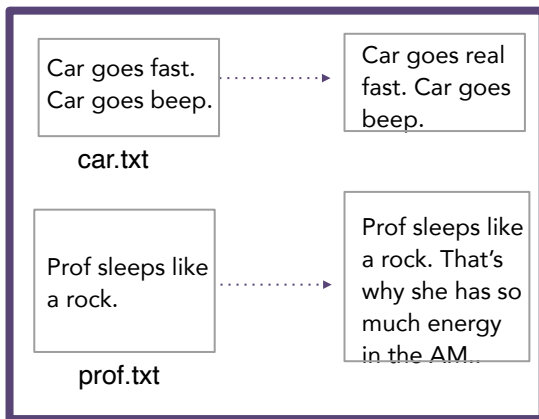 Car goes fast.
Car goes beep.
car.txt
Car goes real
fast. Car goes
beep.
Prof sleeps like
a rock.
prof.txt
Prof sleeps like
a rock. That’s
why she has so
much energy
in the AM..